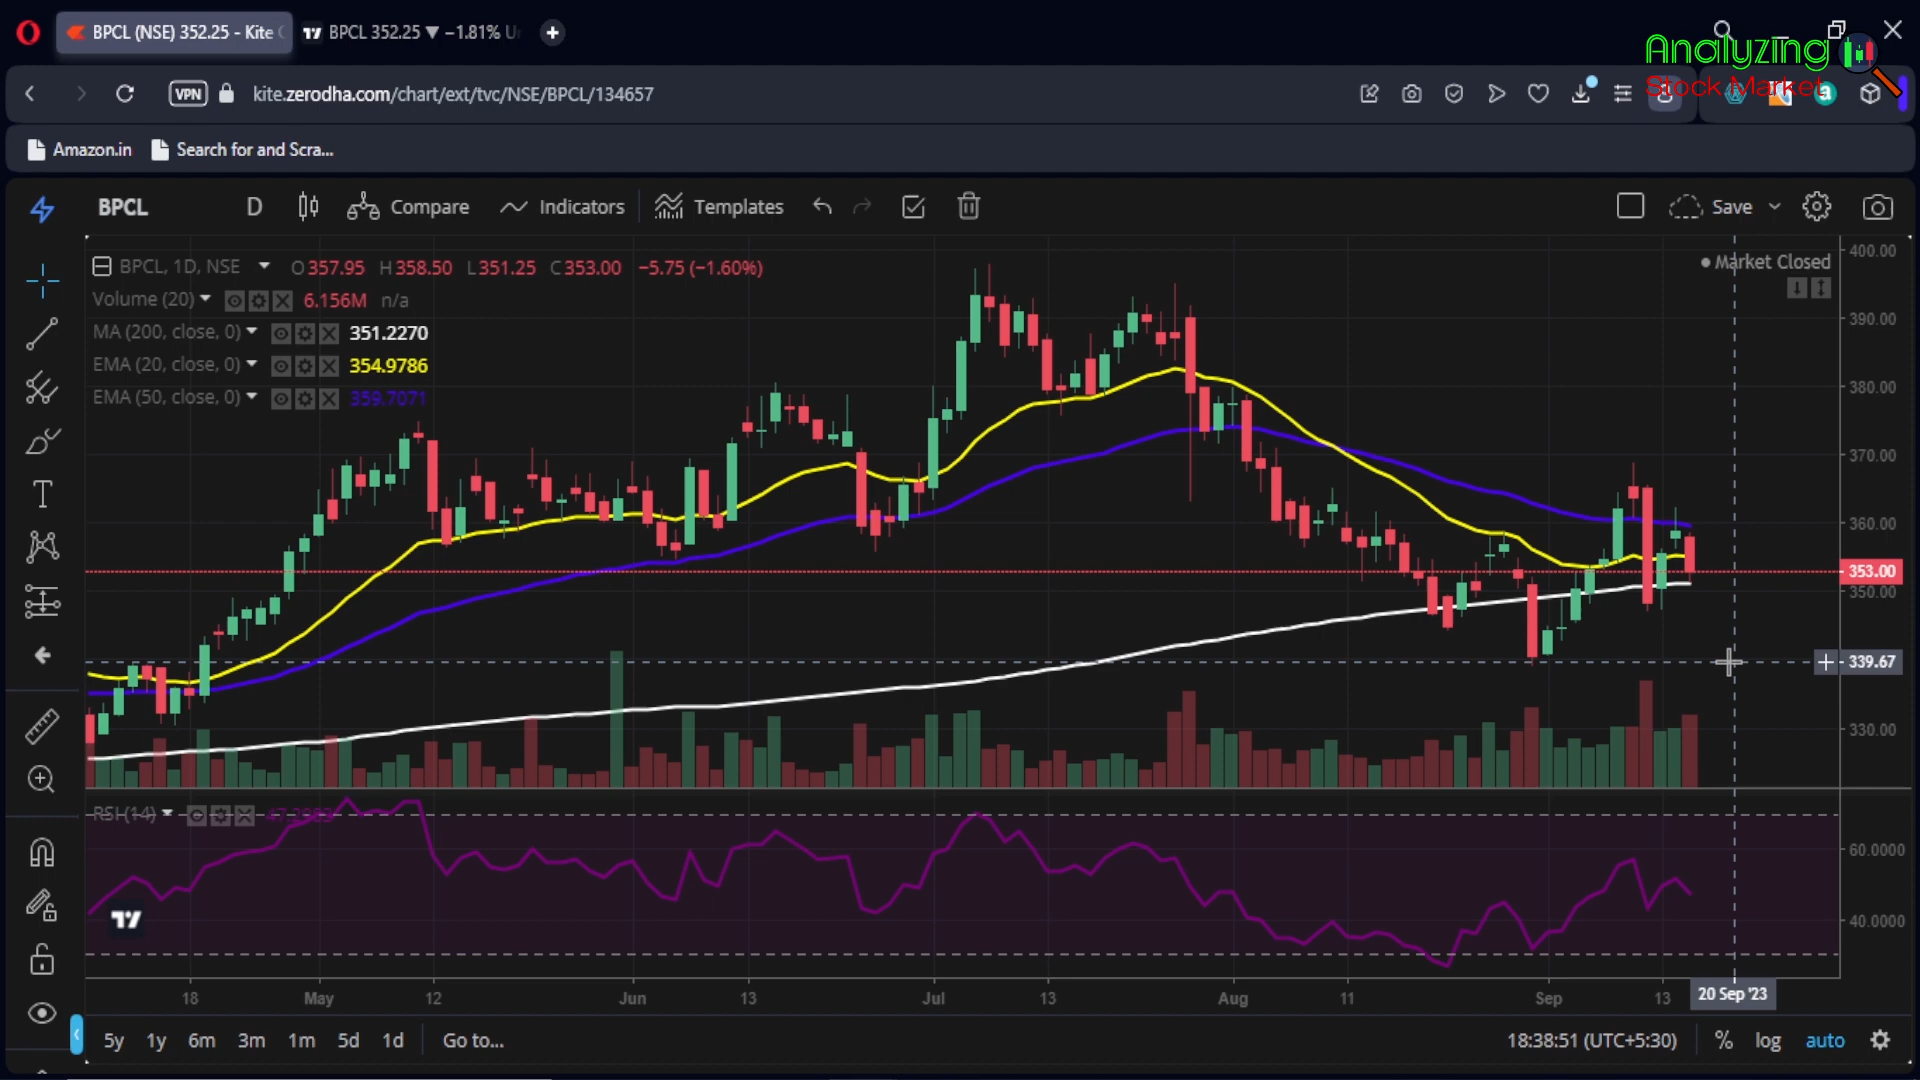 BPCL (NSE) 352.25 - Kite
BPCL 352.25 ▼ −1.81% Un
Analyzing
Stock Market
VPN
kite.zerodha.com/chart/ext/tvc/NSE/BPCL/134657
Amazon.in
Search for and Scra...
BPCL D Compare Indicators Templates Save
BPCL, 1D, NSE O357.95 H358.50 L351.25 C353.00 −5.75 (−1.60%)
Market Closed
Volume (20) 6.156M n/a
MA (200, close, 0) 351.2270
EMA (20, close, 0) 354.9786
EMA (50, close, 0) 359.7071
400.00
390.00
380.00
370.00
360.00
353.00
350.00
339.67
330.00
RSI (14)
60.0000
40.0000
18 May 12 Jun 13 Jul 13 Aug 11 Sep 13 20 Sep '23
5y 1y 6m 3m 1m 5d 1d Go to... 18:38:51 (UTC+5:30) % log auto